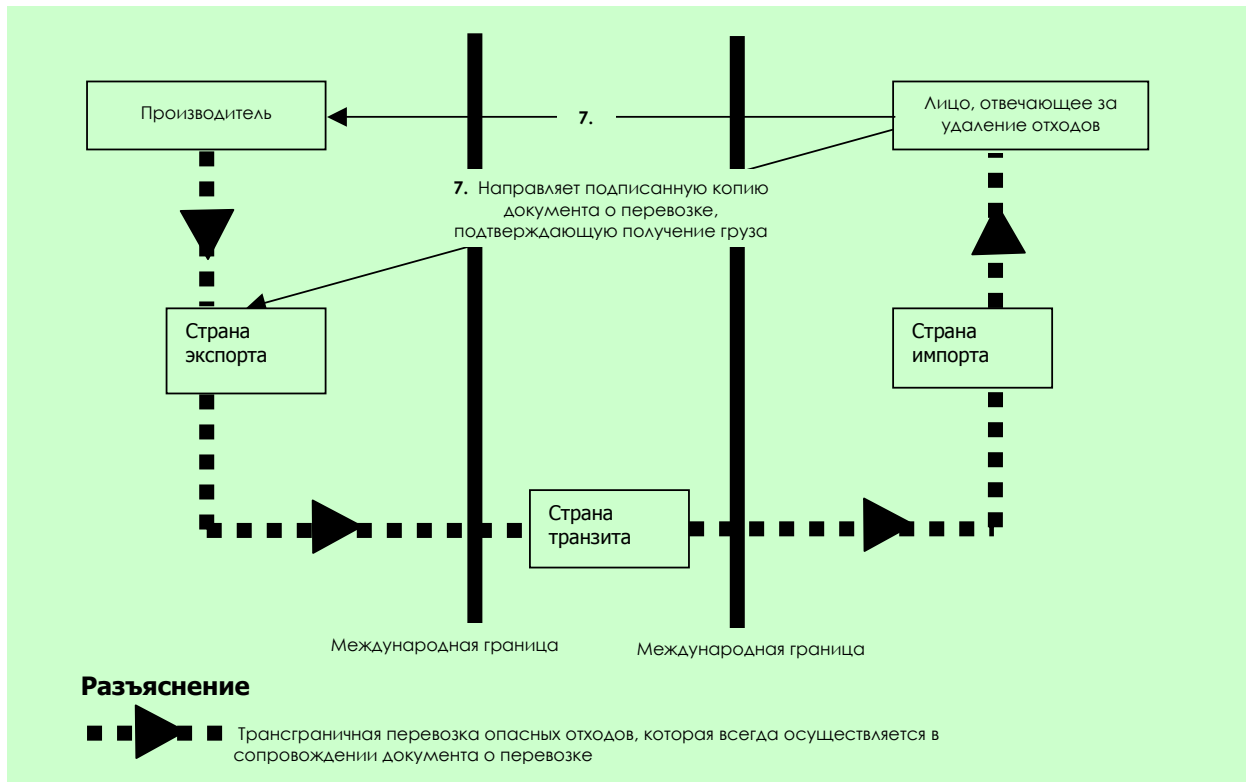 Производитель
7.
Лицо, отвечающее за
удаление отходов
7. Направляет подписанную копию
документа о перевозке,
подтверждающую получение груза
Страна
экспорта
Страна
импорта
Страна
транзита
Международная граница
Международная граница
Разъяснение
Трансграничная перевозка опасных отходов, которая всегда осуществляется в
сопровождении документа о перевозке